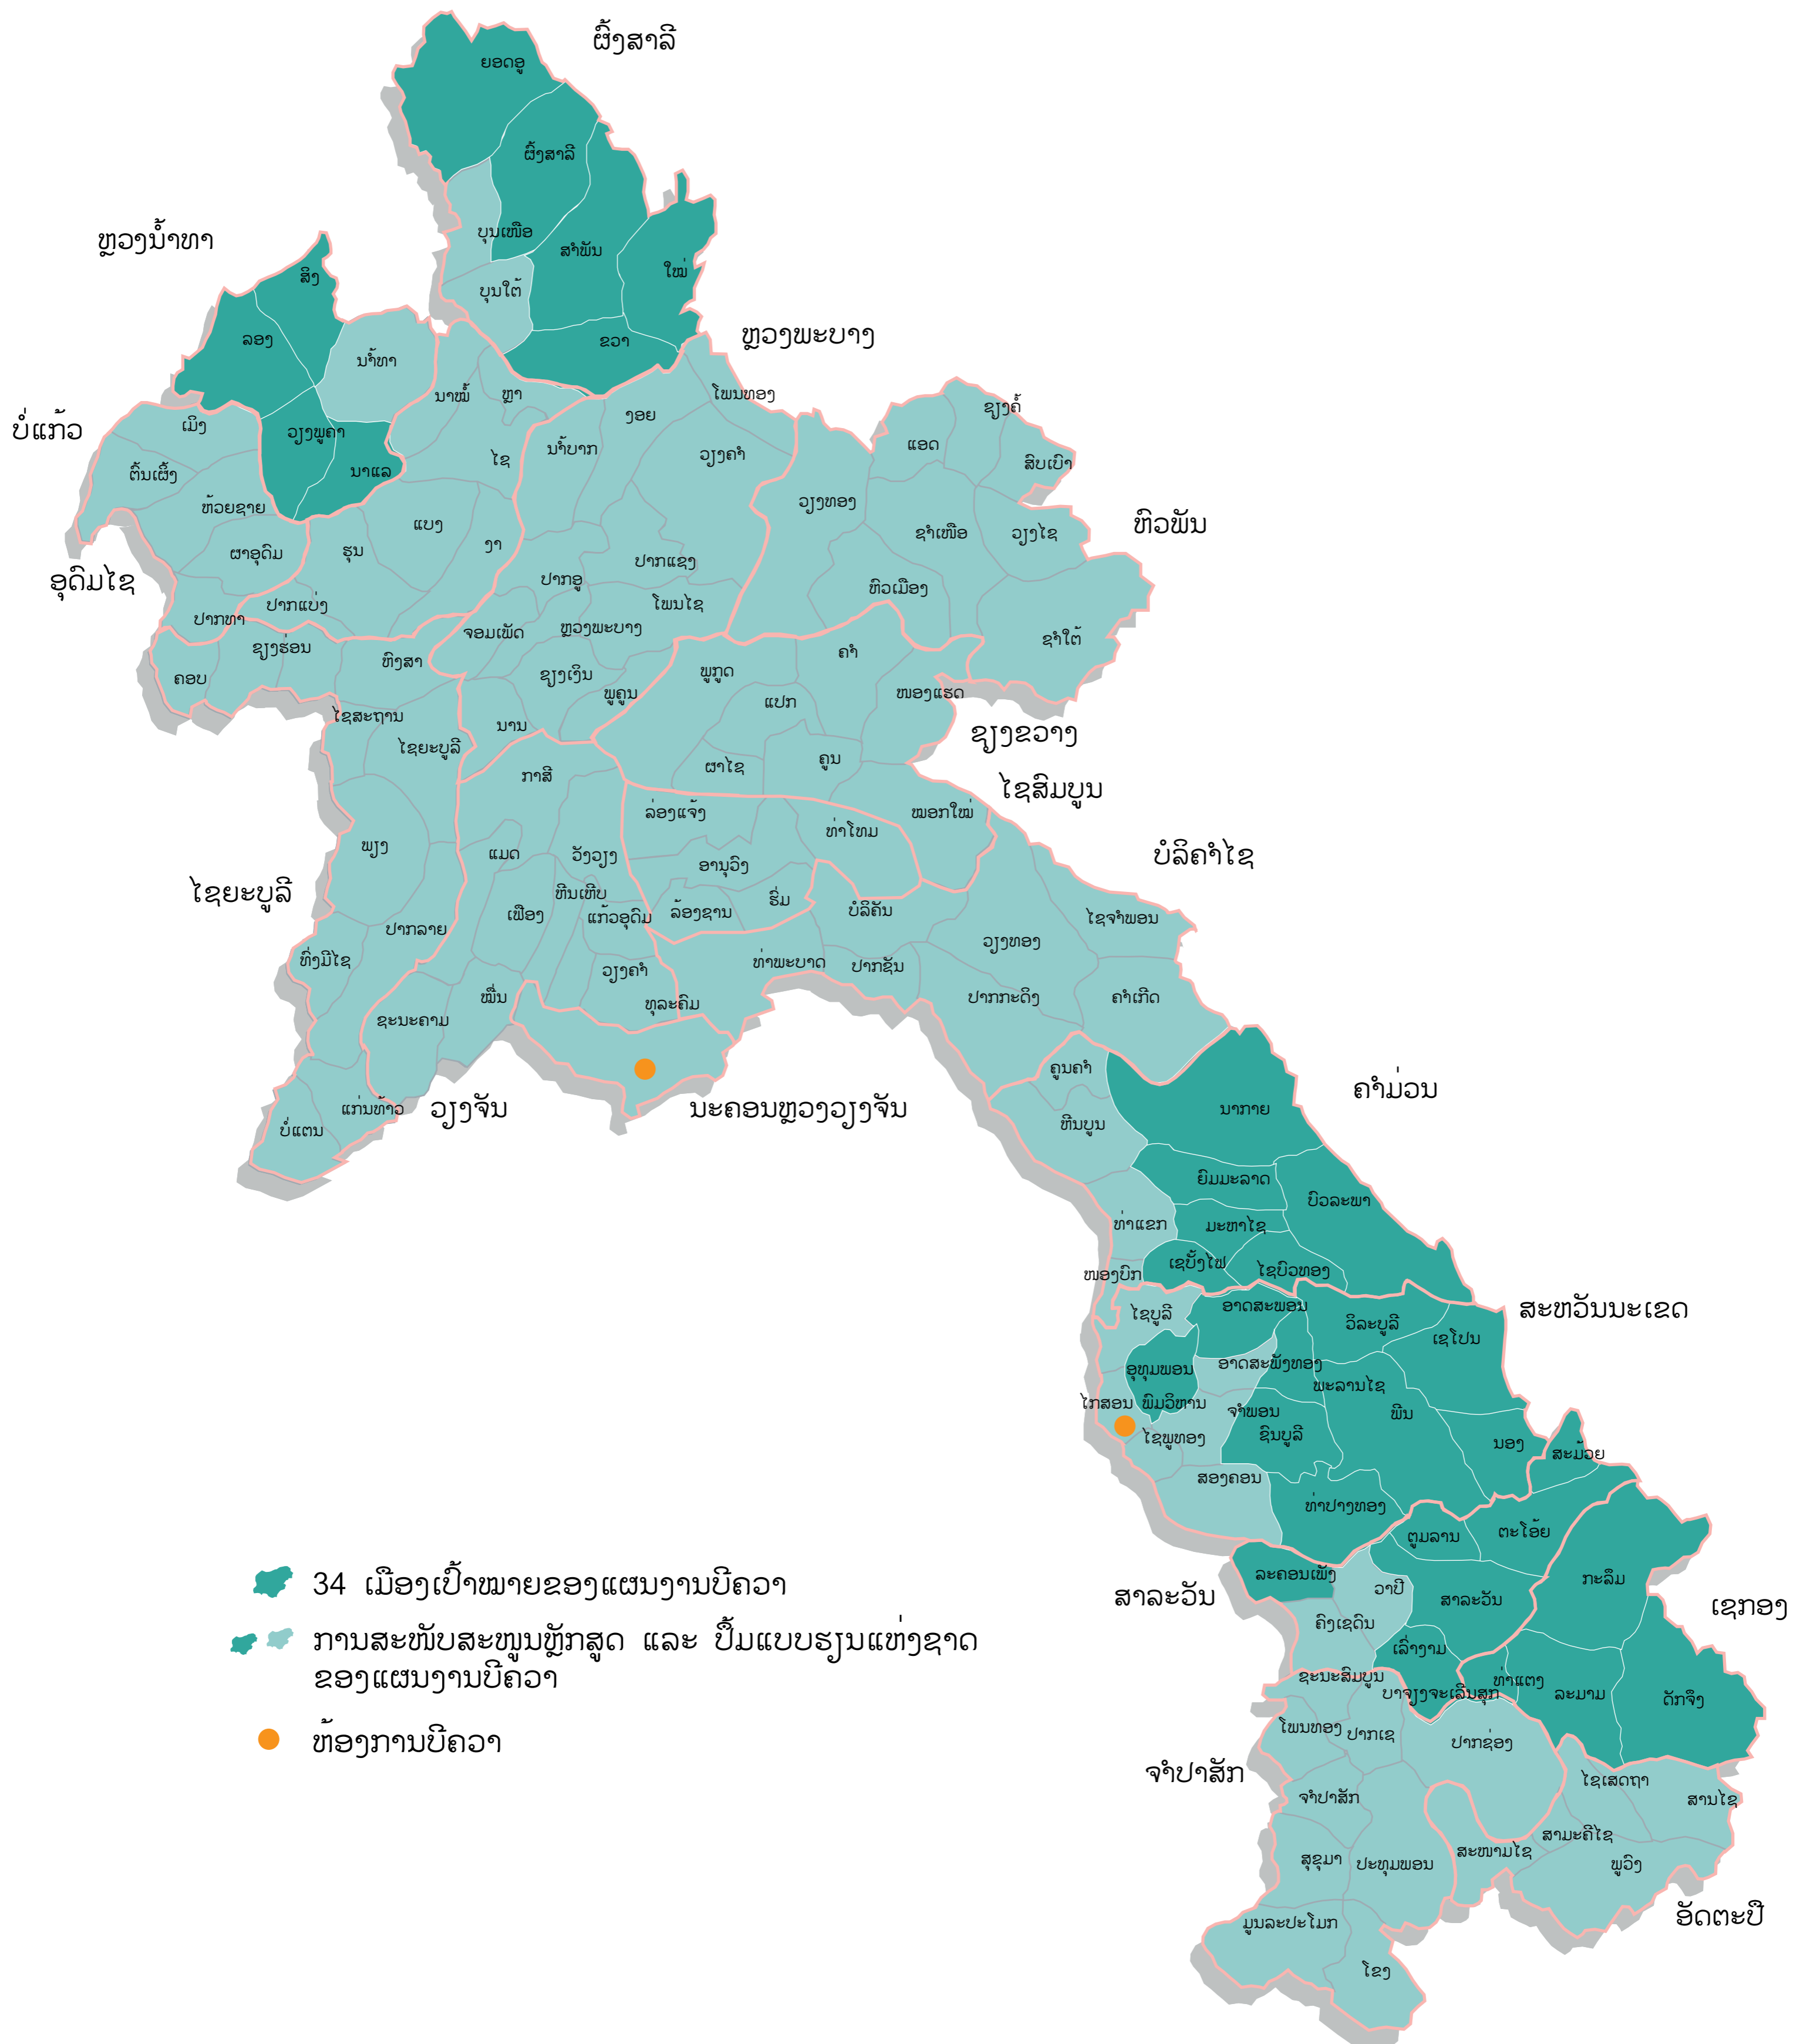 ຜົ້ງສາລີ
ຍອດອູ
ຜົ້ງສາລີ
ບຸນເໜືອ
ສຳພັນ
ໃໝ່
ບຸນໃຕ້
ຂວາ
ຫຼວງນ້ຳທາ
ສິງ
ລອງ
ນ້ຳທາ
ວຽງພູຄາ
ນາແລ
ຫຼວງພະບາງ
ໂພນທອງ
ງອຍ
ນ້ຳບາກ
ວຽງຄຳ
ປາກແຊງ
ປາກອູ
ໂພນໄຊ
ຈອມເພັດ
ຫຼວງພະບາງ
ຊຽງເງິນ
ພູຄູນ
ນານ
ບໍ່ແກ້ວ
ເມິງ
ຕົ້ນເຜິ້ງ
ຫ້ວຍຊາຍ
ຜາອຸດົມ
ປາກທາ
ອຸດົມໄຊ
ນາໝໍ້
ຫຼາ
ໄຊ
ແບງ
ງາ
ຮຸນ
ປາກແບ່ງ
ຫົວພັນ
ຊຽງຄໍ້
ແອດ
ສົບເບົາ
ວຽງທອງ
ຊຳເໜືອ
ວຽງໄຊ
ຫົວເມືອງ
ຊຳໃຕ້
ຊຽງຂວາງ
ຄຳ
ພູກູດ
ແປກ
ໜອງແຮດ
ຜາໄຊ
ຄູນ
ໝອກໃໝ່
ໄຊສົມບູນ
ລ່ອງແຈ້ງ
ທ່າໂທມ
ອານຸວົງ
ລ້ອງຊານ
ຮົ່ມ
ໄຊຍະບູລີ
ຄອບ
ຊຽງຮ່ອນ
ຫົງສາ
ໄຊສະຖານ
ໄຊຍະບູລີ
ພຽງ
ປາກລາຍ
ທົ່ງມີໄຊ
ແກ່ນທ້າວ
ບໍ່ແຕນ
ວຽງຈັນ
ກາສີ
ແມດ
ວັງວຽງ
ຫີນເຫີບ
ເຟືອງ
ແກ້ວອຸດົມ
ວຽງຄຳ
ທຸລະຄົມ
ໝື່ນ
ຊະນະຄາມ
ນະຄອນຫຼວງວຽງຈັນ
ບໍລິຄຳໄຊ
ບໍລິຄັນ
ໄຊຈຳພອນ
ວຽງທອງ
ທ່າພະບາດ
ປາກຊັນ
ປາກກະດິງ
ຄຳເກີດ
ຄຳມ່ວນ
ຄູນຄຳ
ນາກາຍ
ຫີນບູນ
ຍົມມະລາດ
ບົວລະພາ
ທ່າແຂກ
ມະຫາໄຊ
ເຊບັ້ງໄຟ
ໄຊບົວທອງ
ໜອງບົກ
ສະຫວັນນະເຂດ
ໄຊບູລີ
ອາດສະພອນ
ວິລະບູລີ
ເຊໂປນ
ອຸທຸມພອນ
ອາດສະພັງທອງ
ພະລານໄຊ
ໄກສອນ ພົມວິຫານ
ຈຳພອນ
ພີນ
ຊົນບູລີ
ນອງ
ໄຊພູທອງ
ສອງຄອນ
ທ່າປາງທອງ
ສາລະວັນ
ສະມ້ວຍ
ຕະໂອ້ຍ
ຕູມລານ
ລະຄອນເພັງ
ວາປີ
ສາລະວັນ
ຄົງເຊໂດນ
ເລົ່າງາມ
ເຊກອງ
ກະລຶມ
ທ່າແຕງ
ລະມາມ
ດັກຈຶງ
ຈຳປາສັກ
ຊະນະສົມບູນ
ບາຈຽງຈະເລີນສຸກ
ໂພນທອງ
ປາກເຊ
ປາກຊ່ອງ
ຈຳປາສັກ
ສຸຂຸມາ
ປະທຸມພອນ
ມູນລະປະໂມກ
ໂຂງ
ອັດຕະປື
ໄຊເສດຖາ
ສານໄຊ
ສາມະຄີໄຊ
ສະໜາມໄຊ
ພູວົງ
34 ເມືອງເປົ້າໝາຍຂອງແຜນງານບີຄວາ
ການສະໜັບສະໜູນຫຼັກສູດ ແລະ ປຶ້ມແບບຮຽນແຫ່ງຊາດ
ຂອງແຜນງານບີຄວາ
ຫ້ອງການບີຄວາ